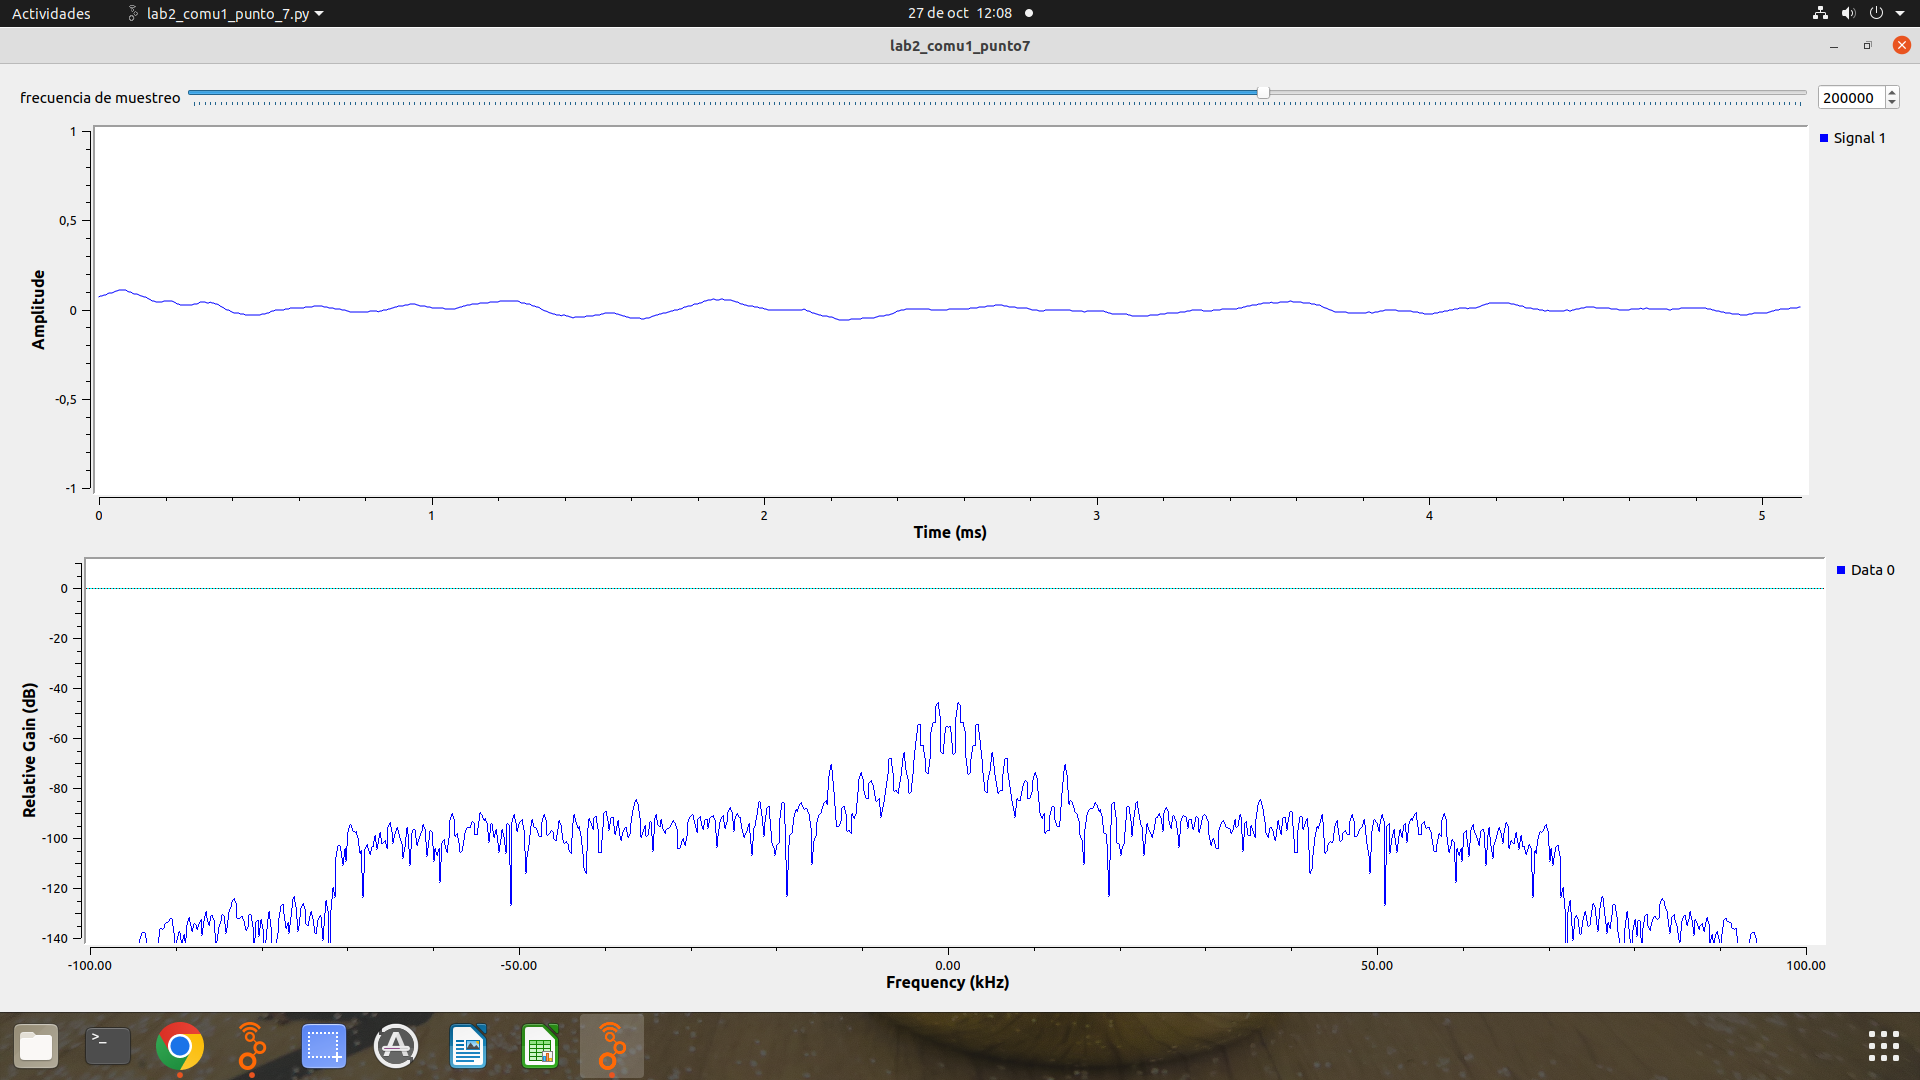 Actividades lab2_comu1_punto_7.py 27 de oct 12:08
lab2_comu1_punto7
frecuencia de muestreo 200000
Signal 1
1
0,5
0
-0,5
-1
Amplitude
0 1 2 3 4 5
Time (ms)
Data 0
0
-20
-40
-60
-80
-100
-120
-140
Relative Gain (dB)
-100.00 -50.00 0.00 50.00 100.00
Frequency (kHz)
>_